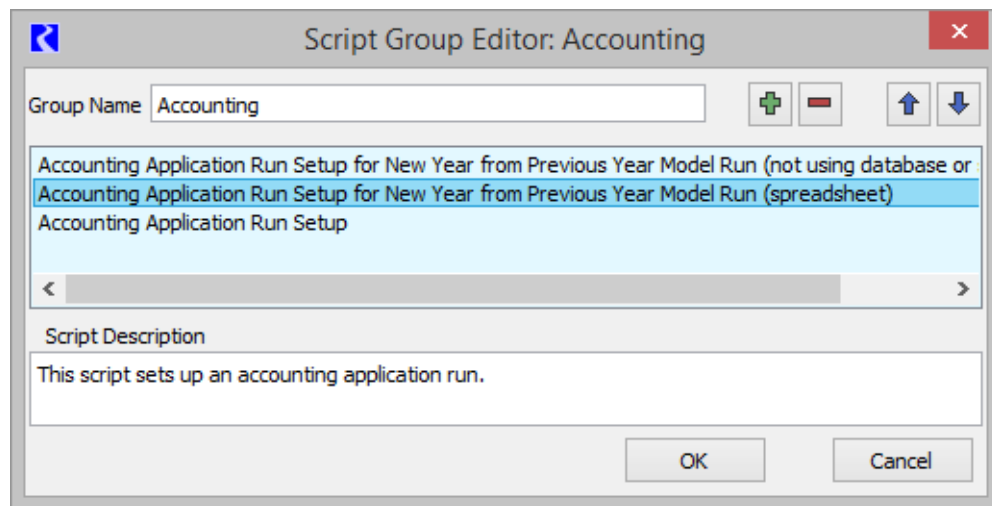 Script Group Editor: Accounting
Group Name Accounting
Accounting Application Run Setup for New Year from Previous Year Model Run (not using database or
Accounting Application Run Setup for New Year from Previous Year Model Run (spreadsheet)
Accounting Application Run Setup
Script Description
This script sets up an accounting application run.
OK Cancel